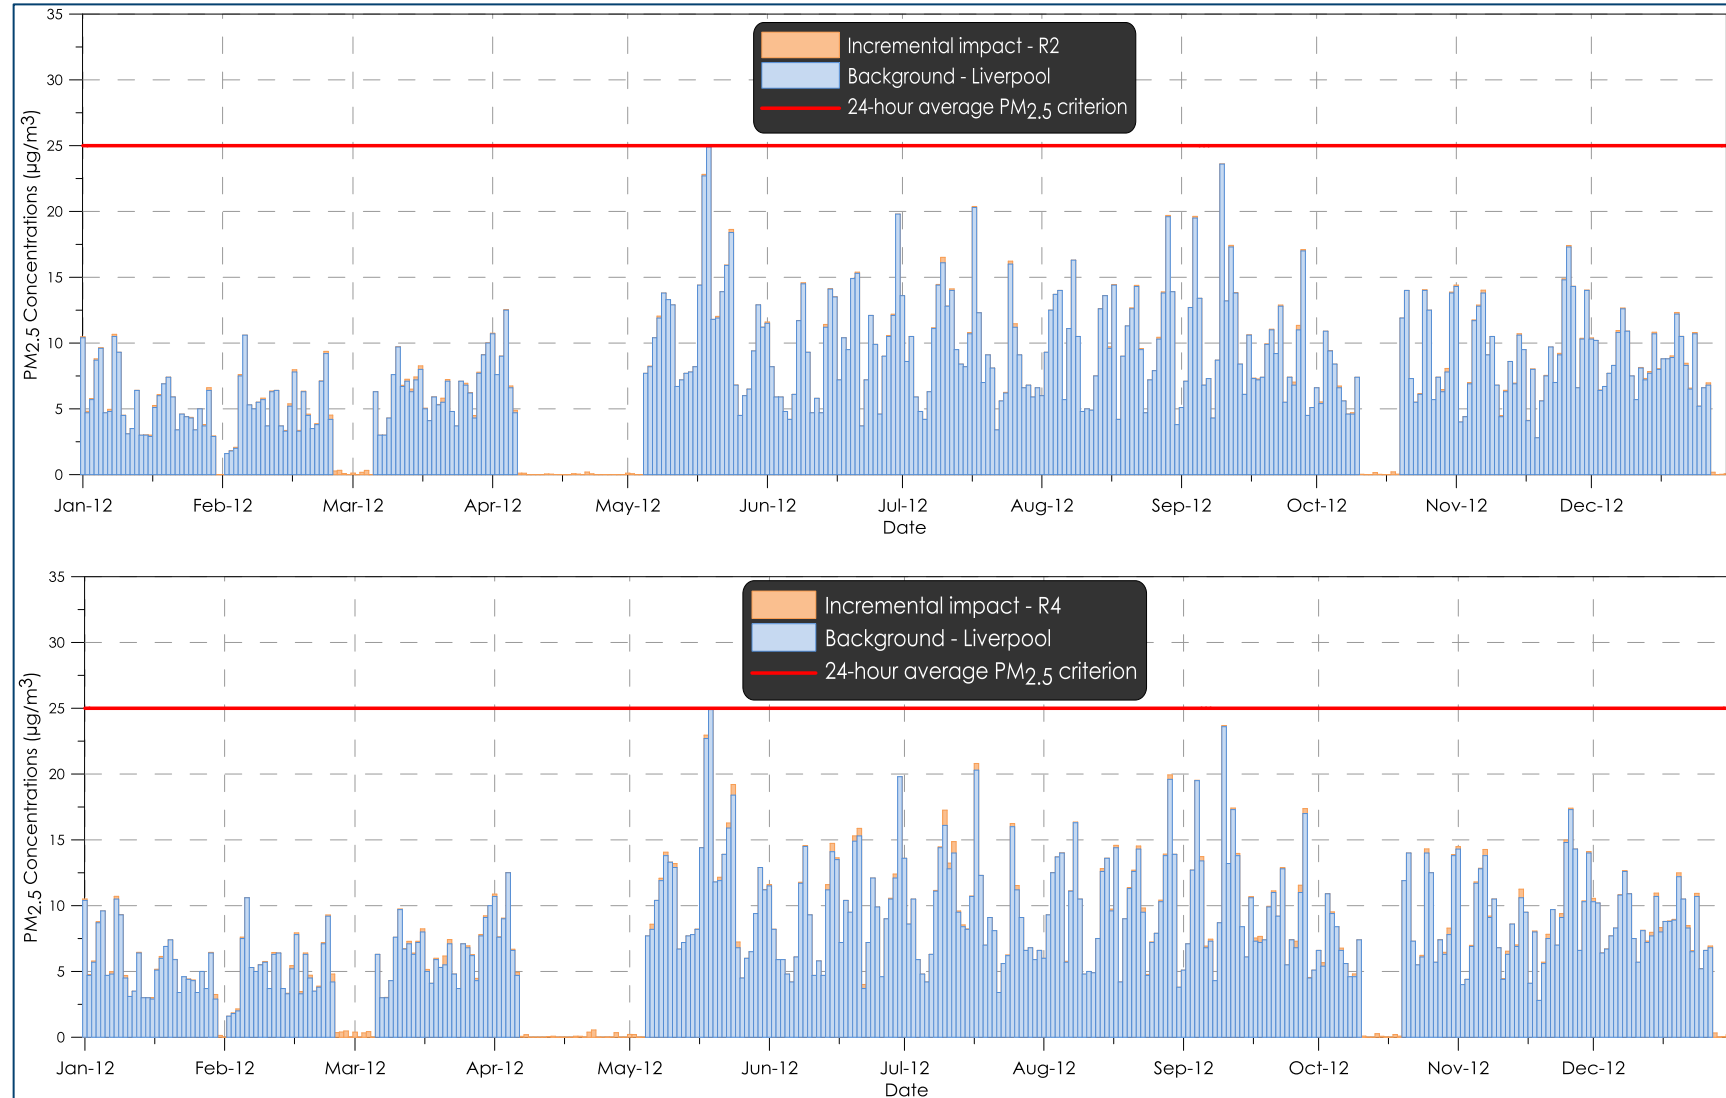 35
30
25
20
15
10
5
0
PM2.5 Concentrations (µg/m3)
Incremental impact - R2
Background - Liverpool
24-hour average PM2.5 criterion
Jan-12 Feb-12 Mar-12 Apr-12 May-12 Jun-12 Jul-12 Aug-12 Sep-12 Oct-12 Nov-12 Dec-12
Date
35
30
25
20
15
10
5
0
PM2.5 Concentrations (µg/m3)
Incremental impact - R4
Background - Liverpool
24-hour average PM2.5 criterion
Jan-12 Feb-12 Mar-12 Apr-12 May-12 Jun-12 Jul-12 Aug-12 Sep-12 Oct-12 Nov-12 Dec-12
Date